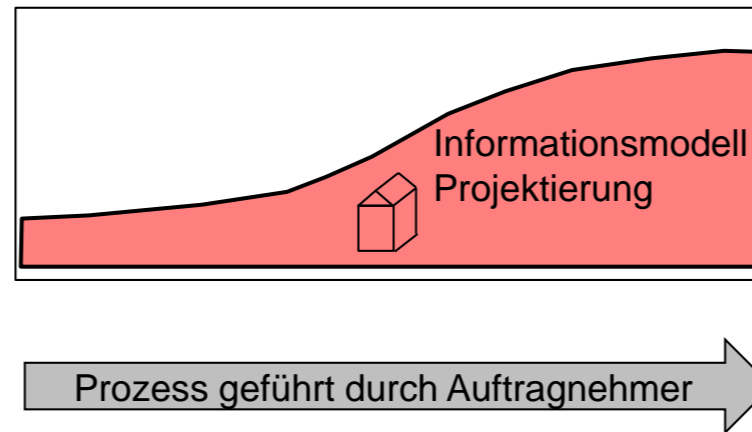 Informationsmodell
Projektierung
Prozess geführt durch Auftragnehmer